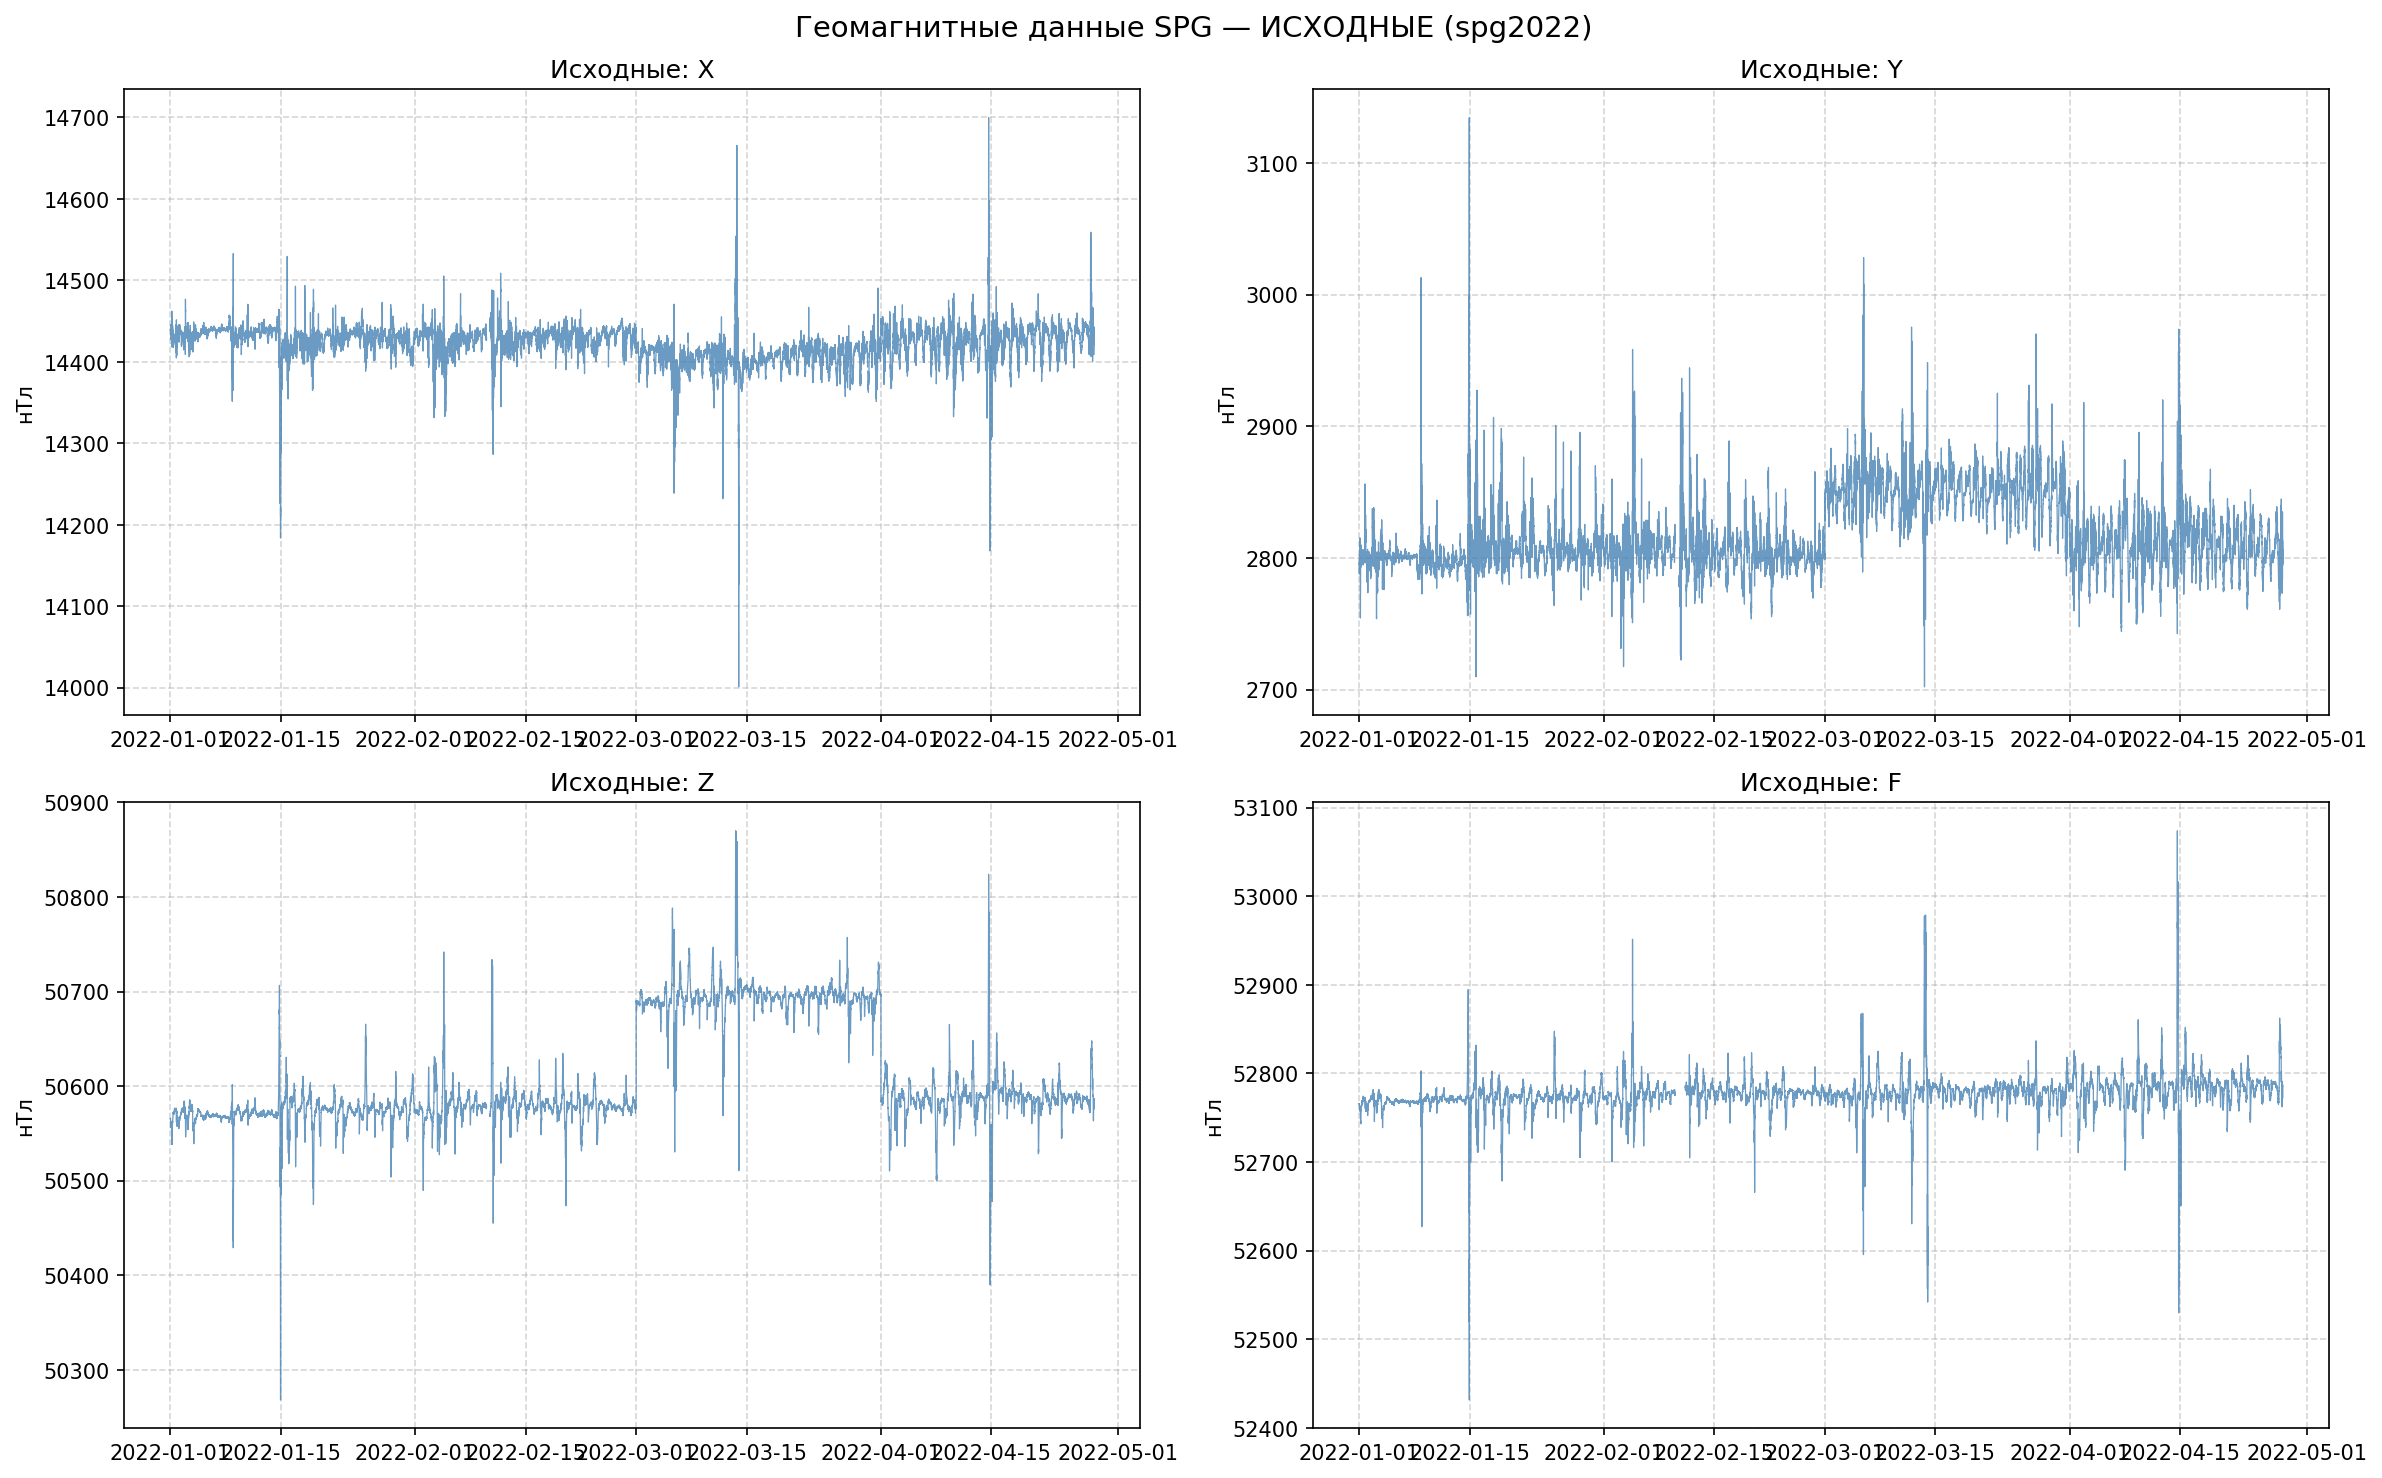 Геомагнитные данные SPG — ИСХОДНЫЕ (spg2022)
Исходные: X
14700
14600
14500
14400
14300
14200
14100
14000
нТл
2022-01-01 2022-01-15 2022-02-01 2022-02-15 2022-03-01 2022-03-15 2022-04-01 2022-04-15 2022-05-01
Исходные: Y
3100
3000
2900
2800
2700
нТл
2022-01-01 2022-01-15 2022-02-01 2022-02-15 2022-03-01 2022-03-15 2022-04-01 2022-04-15 2022-05-01
Исходные: Z
50900
50800
50700
50600
50500
50400
50300
нТл
2022-01-01 2022-01-15 2022-02-01 2022-02-15 2022-03-01 2022-03-15 2022-04-01 2022-04-15 2022-05-01
Исходные: F
53100
53000
52900
52800
52700
52600
52500
52400
нТл
2022-01-01 2022-01-15 2022-02-01 2022-02-15 2022-03-01 2022-03-15 2022-04-01 2022-04-15 2022-05-01